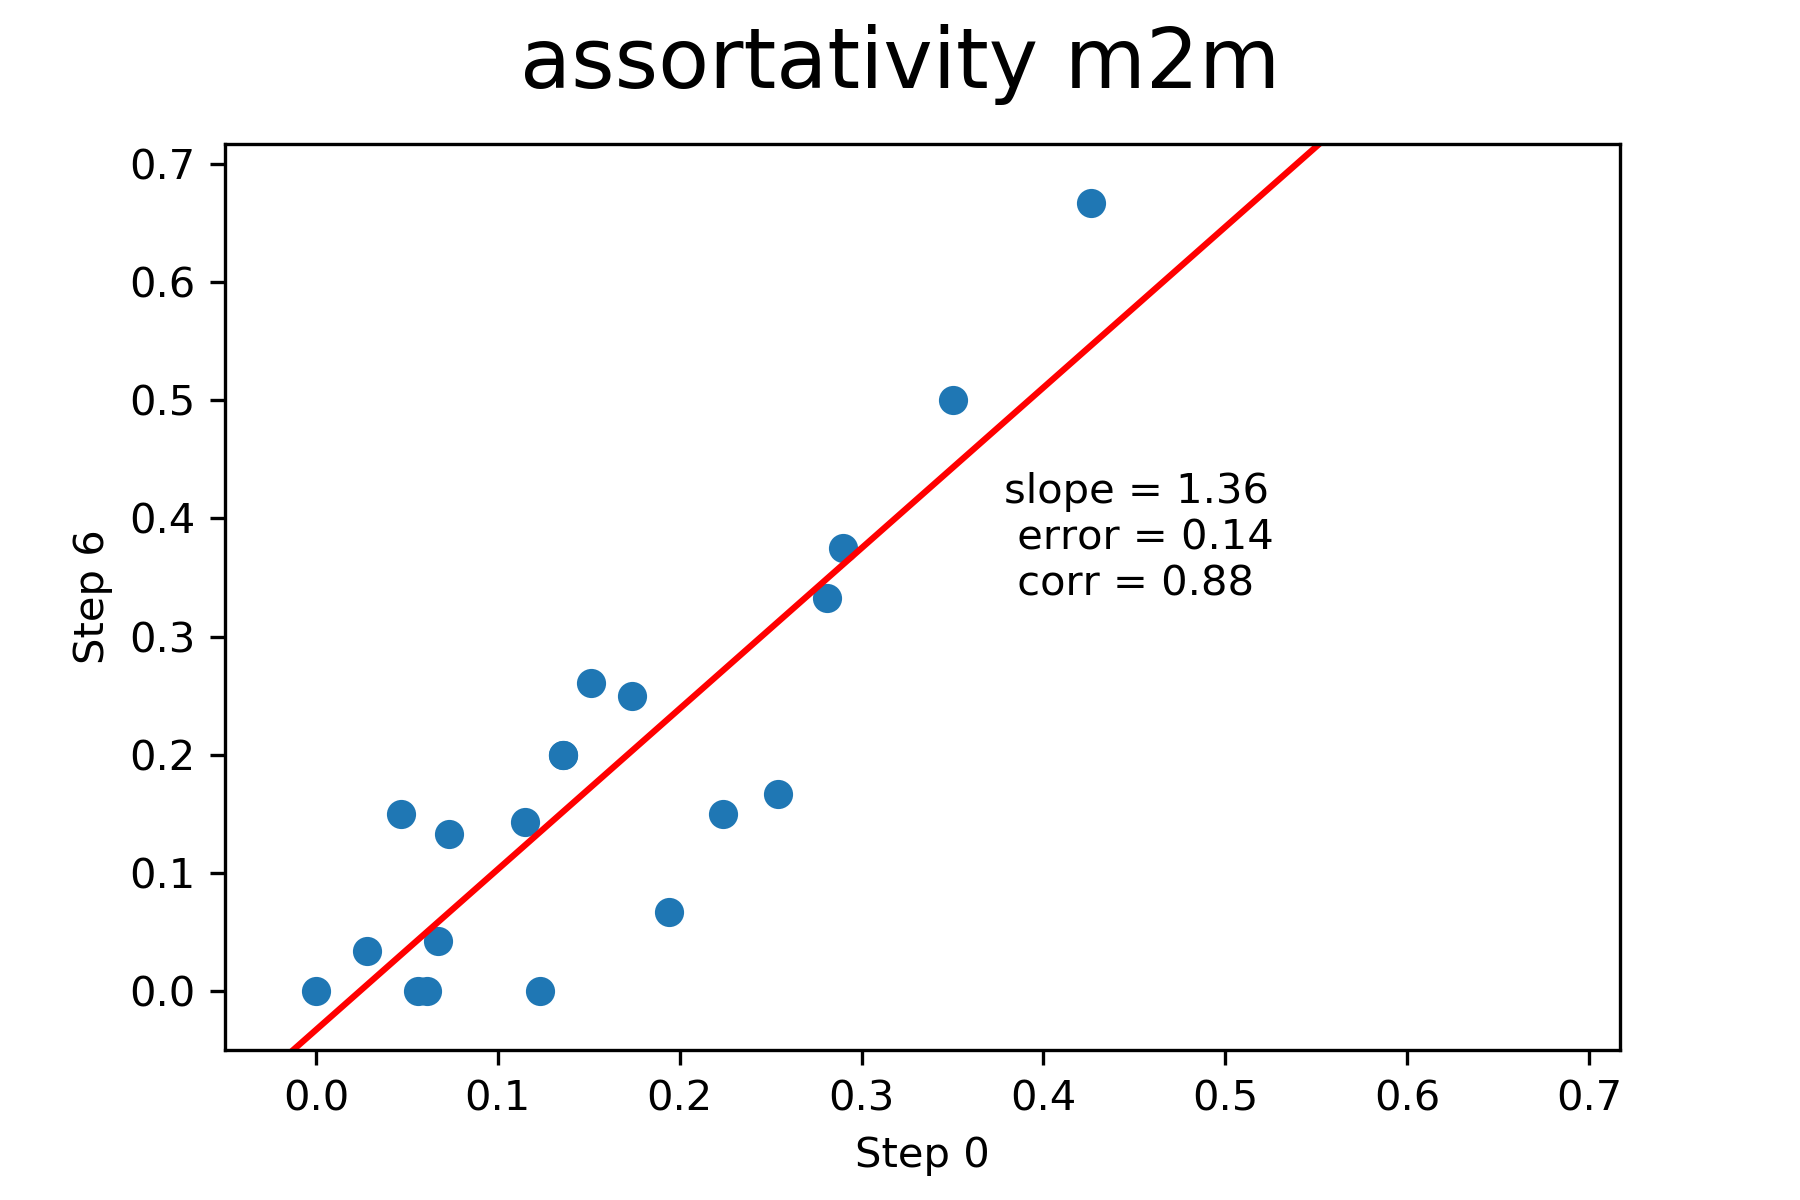 assortativity m2m
0.7
0.6
0.5
0.4
0.3
0.2
0.1
0.0
Step 6
slope = 1.36
error = 0.14
corr = 0.88
0.0 0.1 0.2 0.3 0.4 0.5 0.6 0.7
Step 0